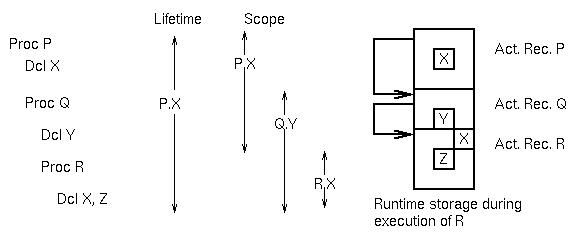 Lifetime Scope
Proc P
Dcl X
Proc Q
Dcl Y
Proc R
Dcl X, Z
P.X
P.X
Q.Y
R.X
X
Y
X
Z
Act. Rec. P
Act. Rec. Q
Act. Rec. R
Runtime storage during
execution of R